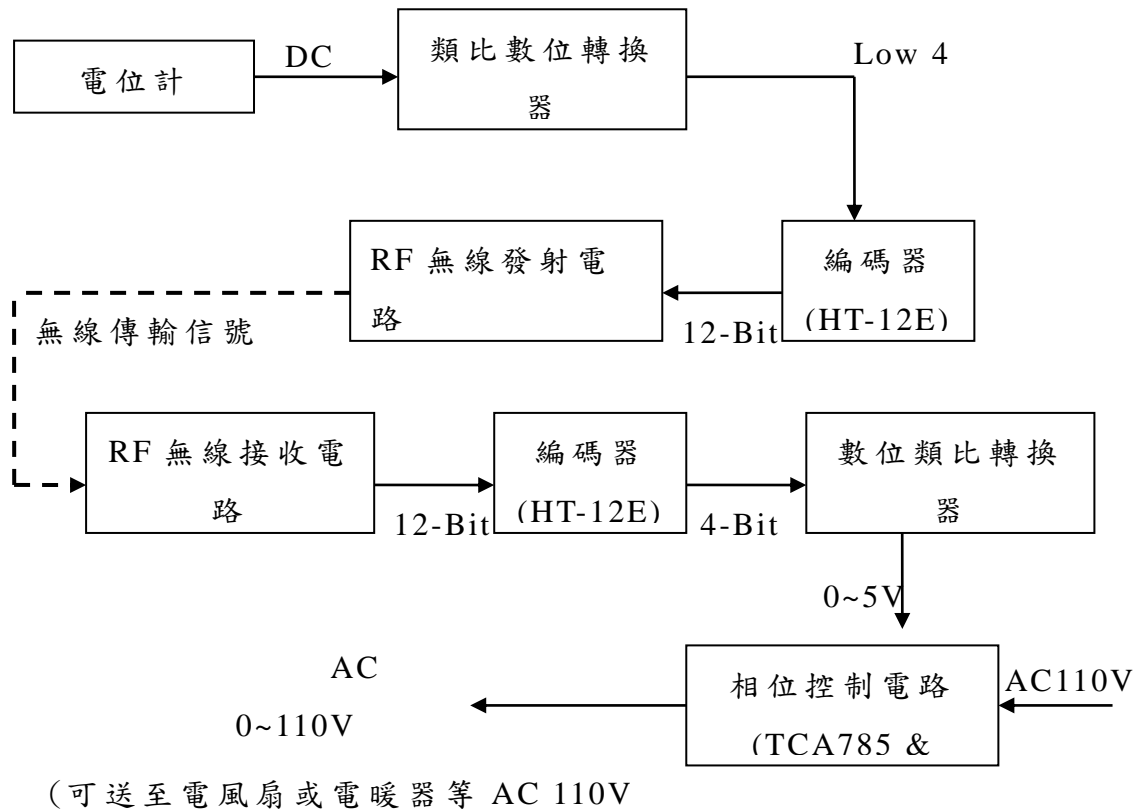 電位計
DC
類比數位轉換
器
Low 4
編碼器
(HT-12E)
12-Bit
RF 無線發射電
路
無線傳輸信號
RF 無線接收電
路
12-Bit
編碼器
(HT-12E)
4-Bit
數位類比轉換
器
0~5V
相位控制電路
(TCA785 &
AC110V
AC
0~110V
(可送至電風扇或電暖器等 AC 110V